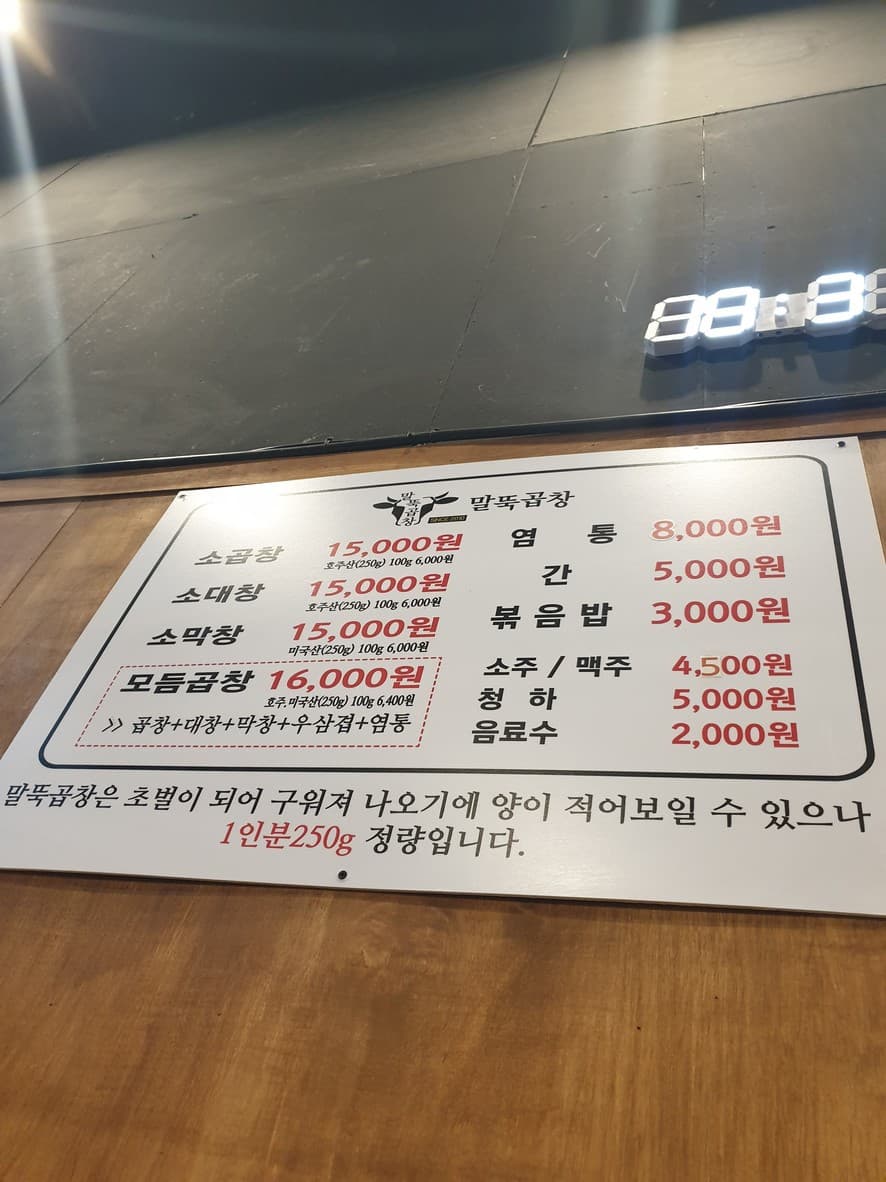 말뚝곱창
SINCE 2010
말뚝곱창
소곱창 15,000원
호주산(250g) 100g 6,000원
소대창 15,000원
호주산(250g) 100g 6,000원
소막창 15,000원
미국산(250g) 100g 6,000원
모듬곱창 16,000원
호주,미국산(250g) 100g 6,400원
>> 곱창+대창+막창+우삼겹+염통
염 통 8,000원
간 5,000원
볶음밥 3,000원
소주 / 맥주 4,500원
청 하 5,000원
음료수 2,000원
말뚝곱창은 초벌이 되어 구워져 나오기에 양이 적어보일 수 있으나
1인분250g 정량입니다.